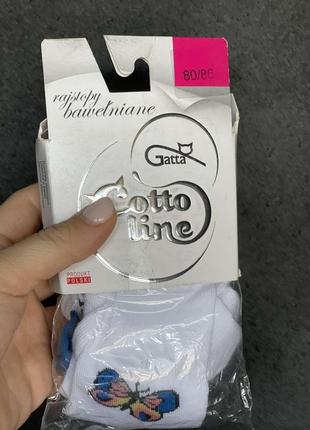 80/86
rajstopy
bawełniane
Gatta
Cotto
line
PRODUKT
POLSKI